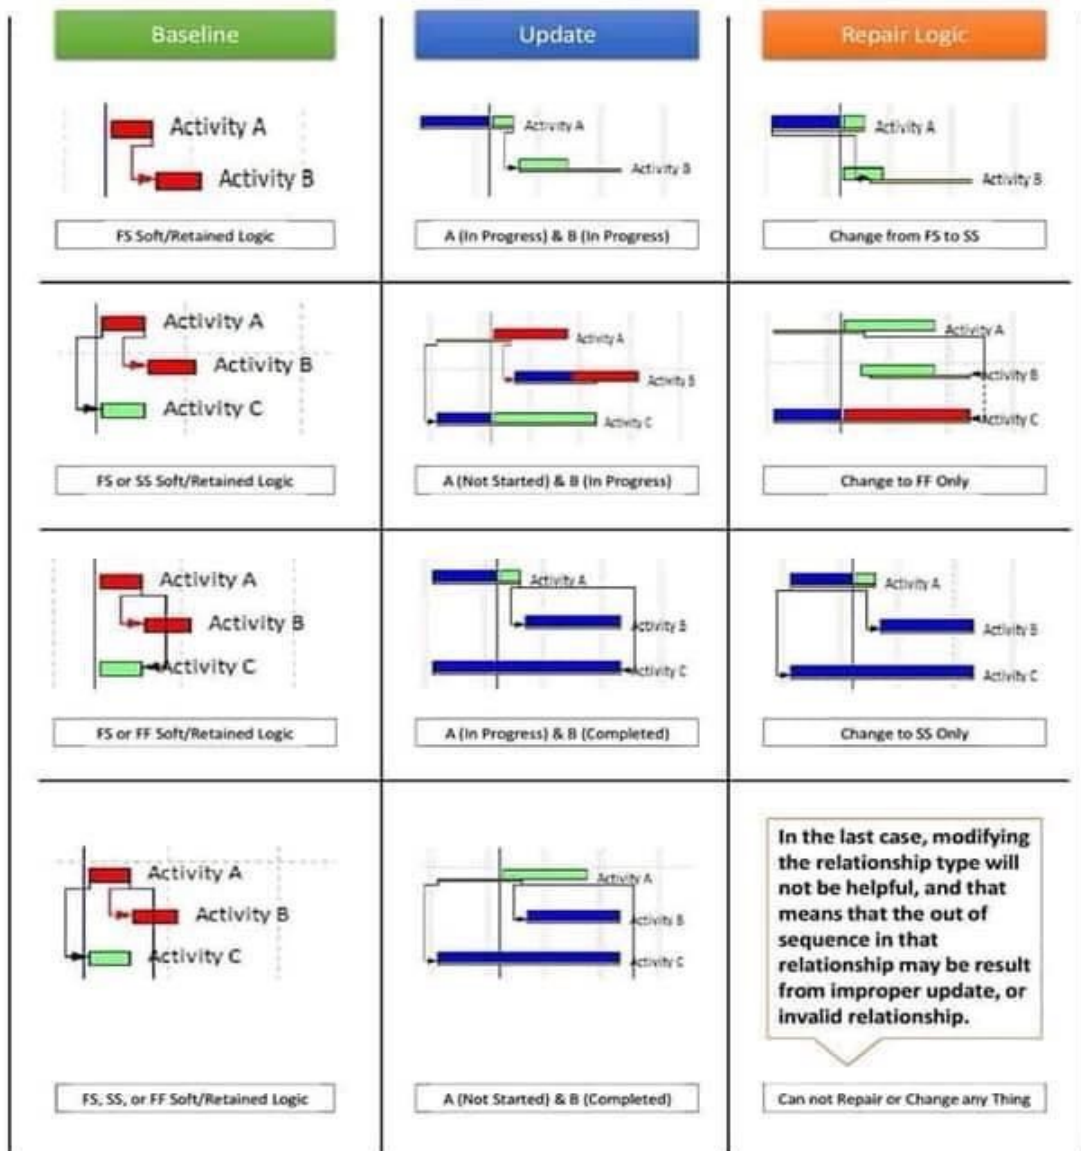 Baseline
Update
Repair Logic
Activity A
Activity B
FS Soft/Retained Logic
Activity A
Activity B
A (In Progress) & B (In Progress)
Activity A
Activity B
Change from FS to SS
Activity A
Activity B
Activity C
FS or SS Soft/Retained Logic
Activity A
Activity B
Activity C
A (Not Started) & B (In Progress)
Activity A
Activity B
Activity C
Change to FF Only
Activity A
Activity B
Activity C
FS or FF Soft/Retained Logic
Activity A
Activity B
Activity C
A (In Progress) & B (Completed)
Activity A
Activity B
Activity C
Change to SS Only
Activity A
Activity B
Activity C
FS, SS, or FF Soft/Retained Logic
Activity A
Activity B
Activity C
A (Not Started) & B (Completed)
In the last case, modifying
the relationship type will
not be helpful, and that
means that the out of
sequence in that
relationship may be result
from improper update, or
invalid relationship.
Can not Repair or Change any Thing